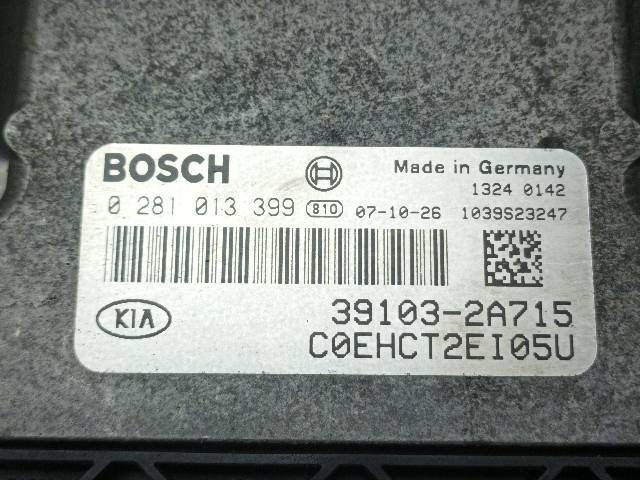 BOSCH Made in Germany
1324 0142
0 281 013 399 810 07-10-26 1039S23247
KIA 39103-2A715
C0EHCT2EI05U